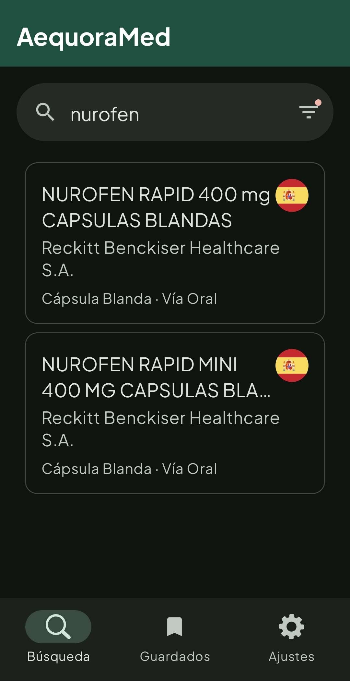 AequoraMed
nurofen
NUROFEN RAPID 400 mg
CAPSULAS BLANDAS
Reckitt Benckiser Healthcare
S.A.
Cápsula Blanda · Vía Oral
NUROFEN RAPID MINI
400 MG CAPSULAS BLA...
Reckitt Benckiser Healthcare
S.A.
Cápsula Blanda · Vía Oral
Búsqueda
Guardados
Ajustes